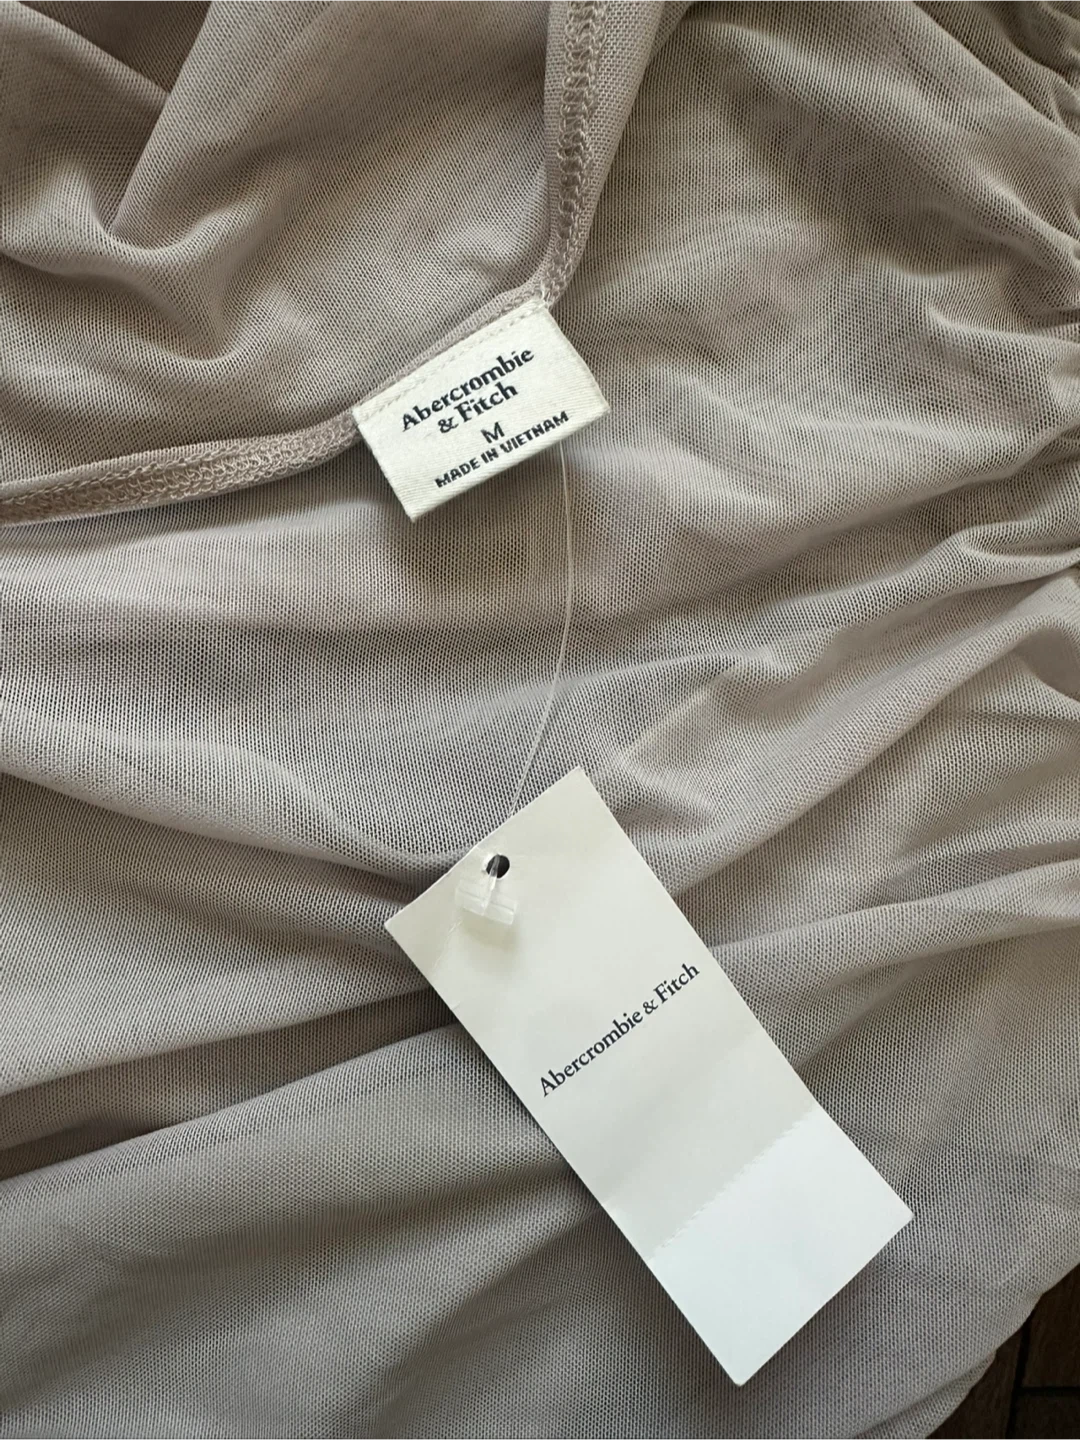 Abercrombie
& Fitch
M
MADE IN VIETNAM
Abercrombie & Fitch